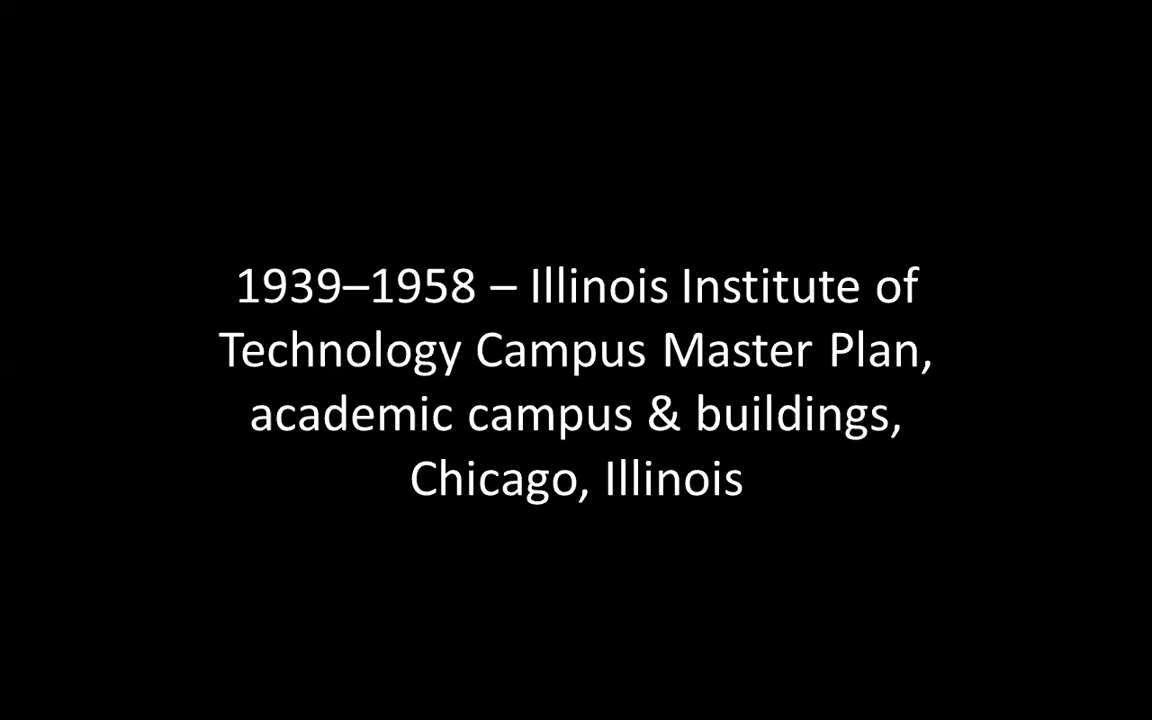 1939–1958 – Illinois Institute of
Technology Campus Master Plan,
academic campus & buildings,
Chicago, Illinois